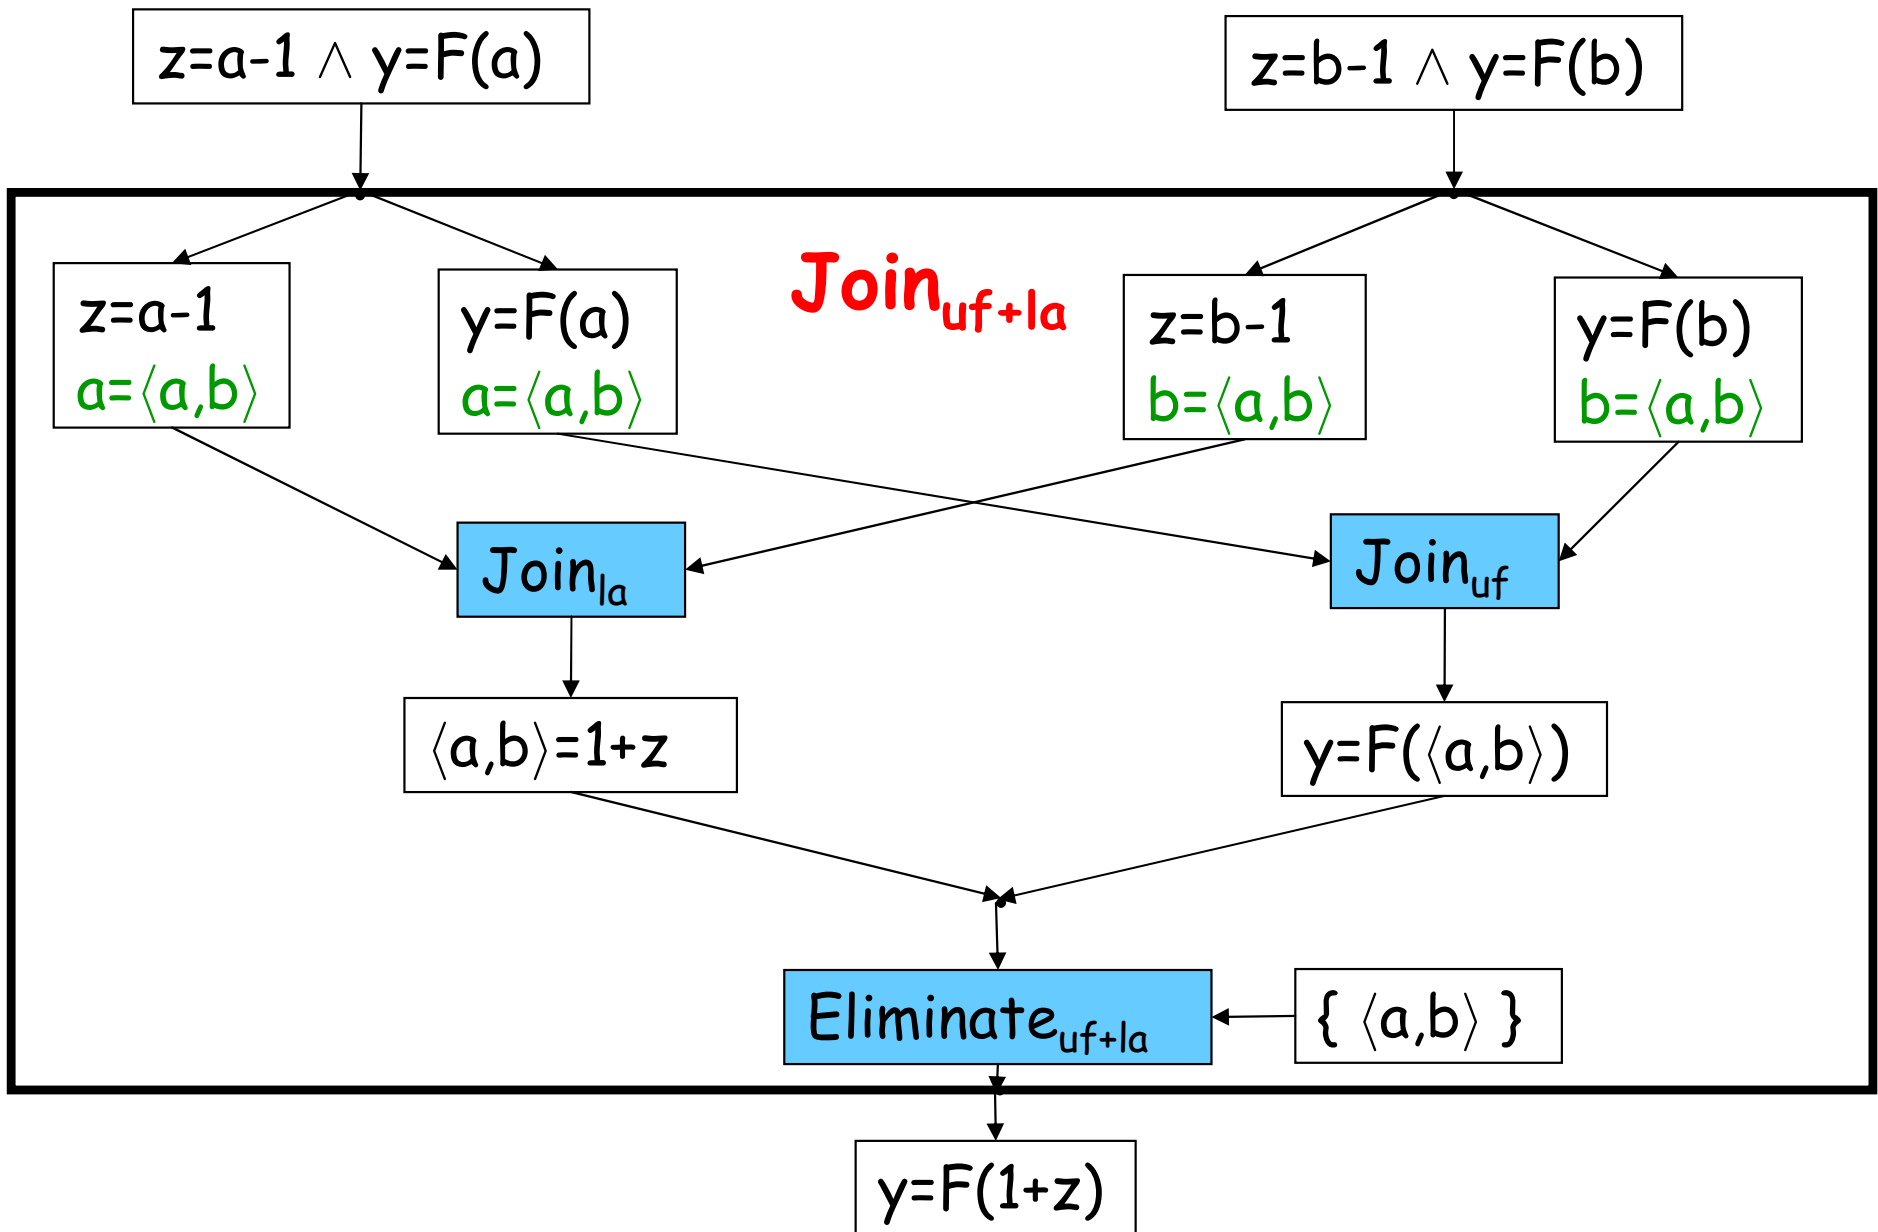 z=a-1 ∧ y=F(a)
z=b-1 ∧ y=F(b)
z=a-1
a=⟨a,b⟩
y=F(a)
a=⟨a,b⟩
Join_uf+la
z=b-1
b=⟨a,b⟩
y=F(b)
b=⟨a,b⟩
Join_la
Join_uf
⟨a,b⟩=1+z
y=F(⟨a,b⟩)
Eliminate_uf+la
{ ⟨a,b⟩ }
y=F(1+z)